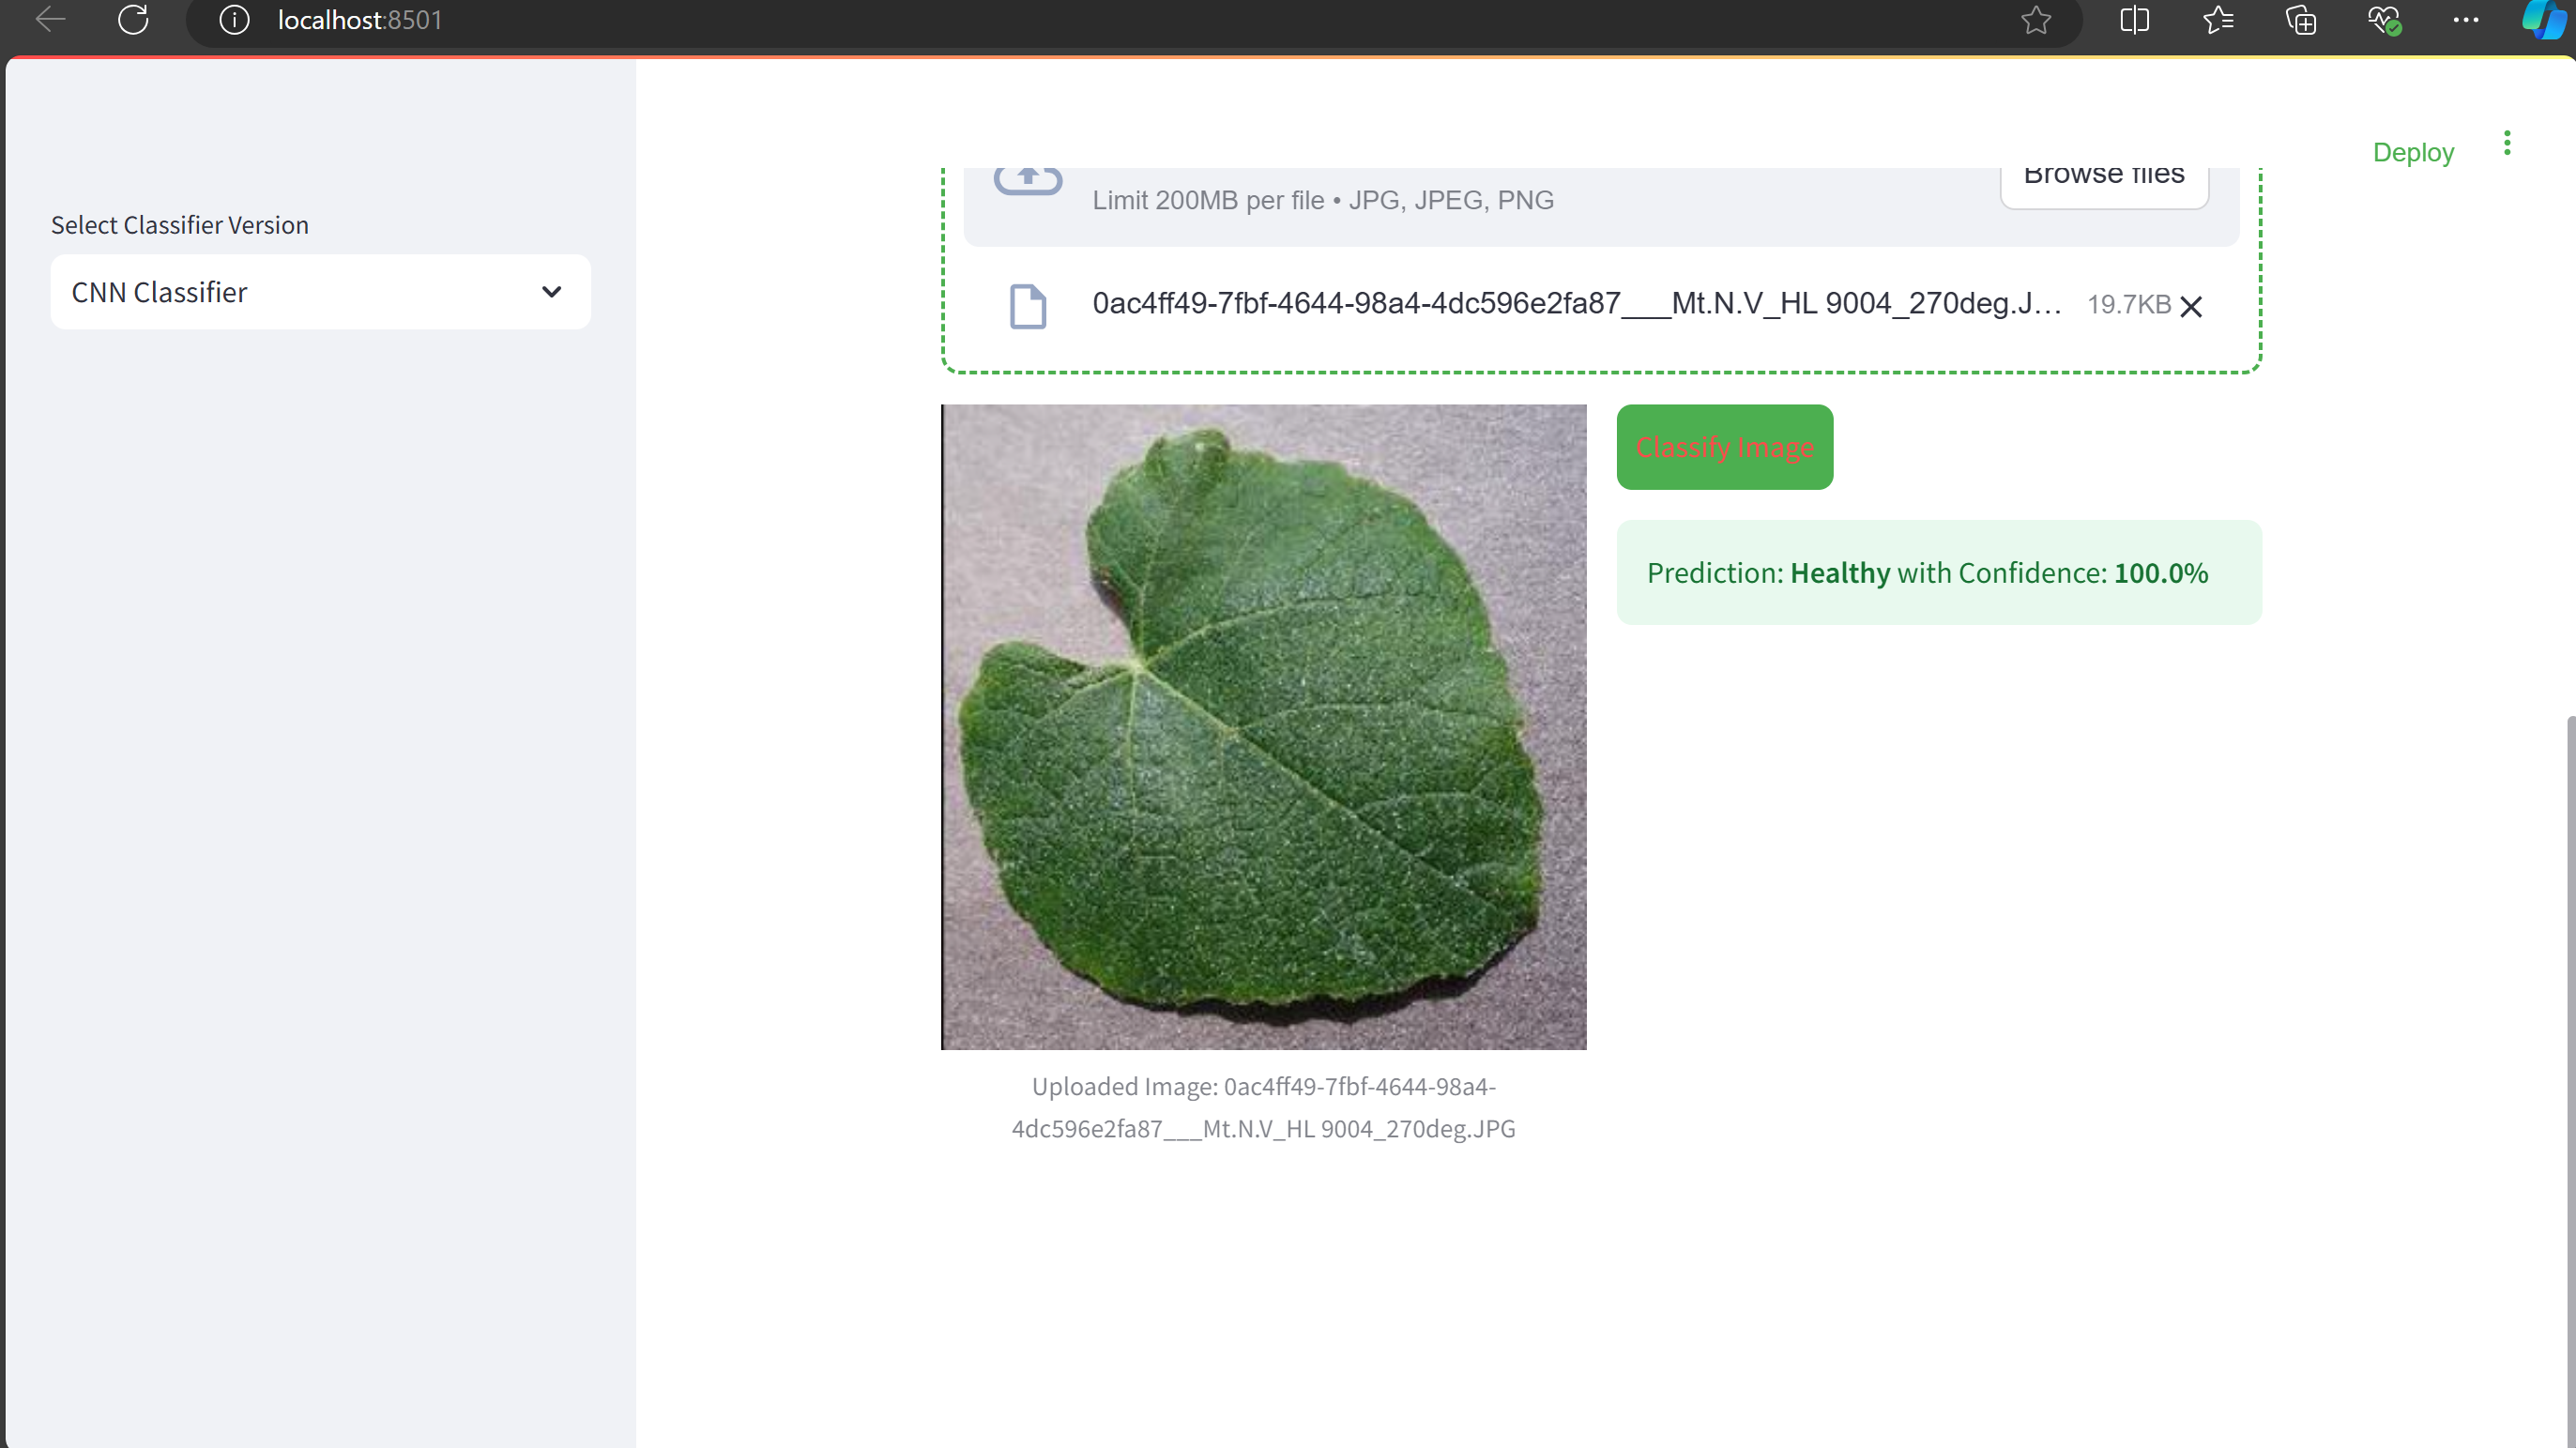 localhost:8501
Deploy
Select Classifier Version
CNN Classifier
Browse files
Limit 200MB per file • JPG, JPEG, PNG
0ac4ff49-7fbf-4644-98a4-4dc596e2fa87___Mt.N.V_HL 9004_270deg.J... 19.7KB
Classify Image
Prediction: Healthy with Confidence: 100.0%
Uploaded Image: 0ac4ff49-7fbf-4644-98a4-
4dc596e2fa87___Mt.N.V_HL 9004_270deg.JPG